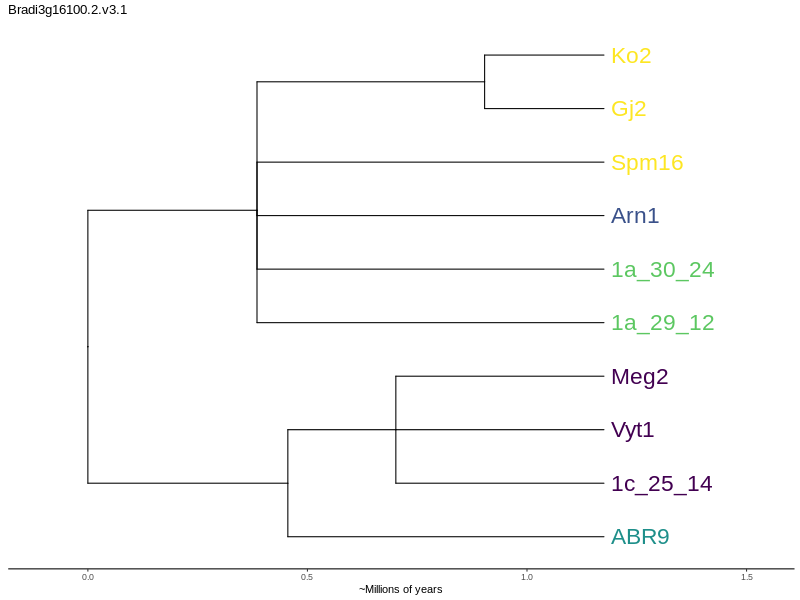 Bradi3g16100.2.v3.1
Ko2
Gj2
Spm16
Arn1
1a_30_24
1a_29_12
Meg2
Vyt1
1c_25_14
ABR9
0.0 0.5 1.0 1.5
~Millions of years